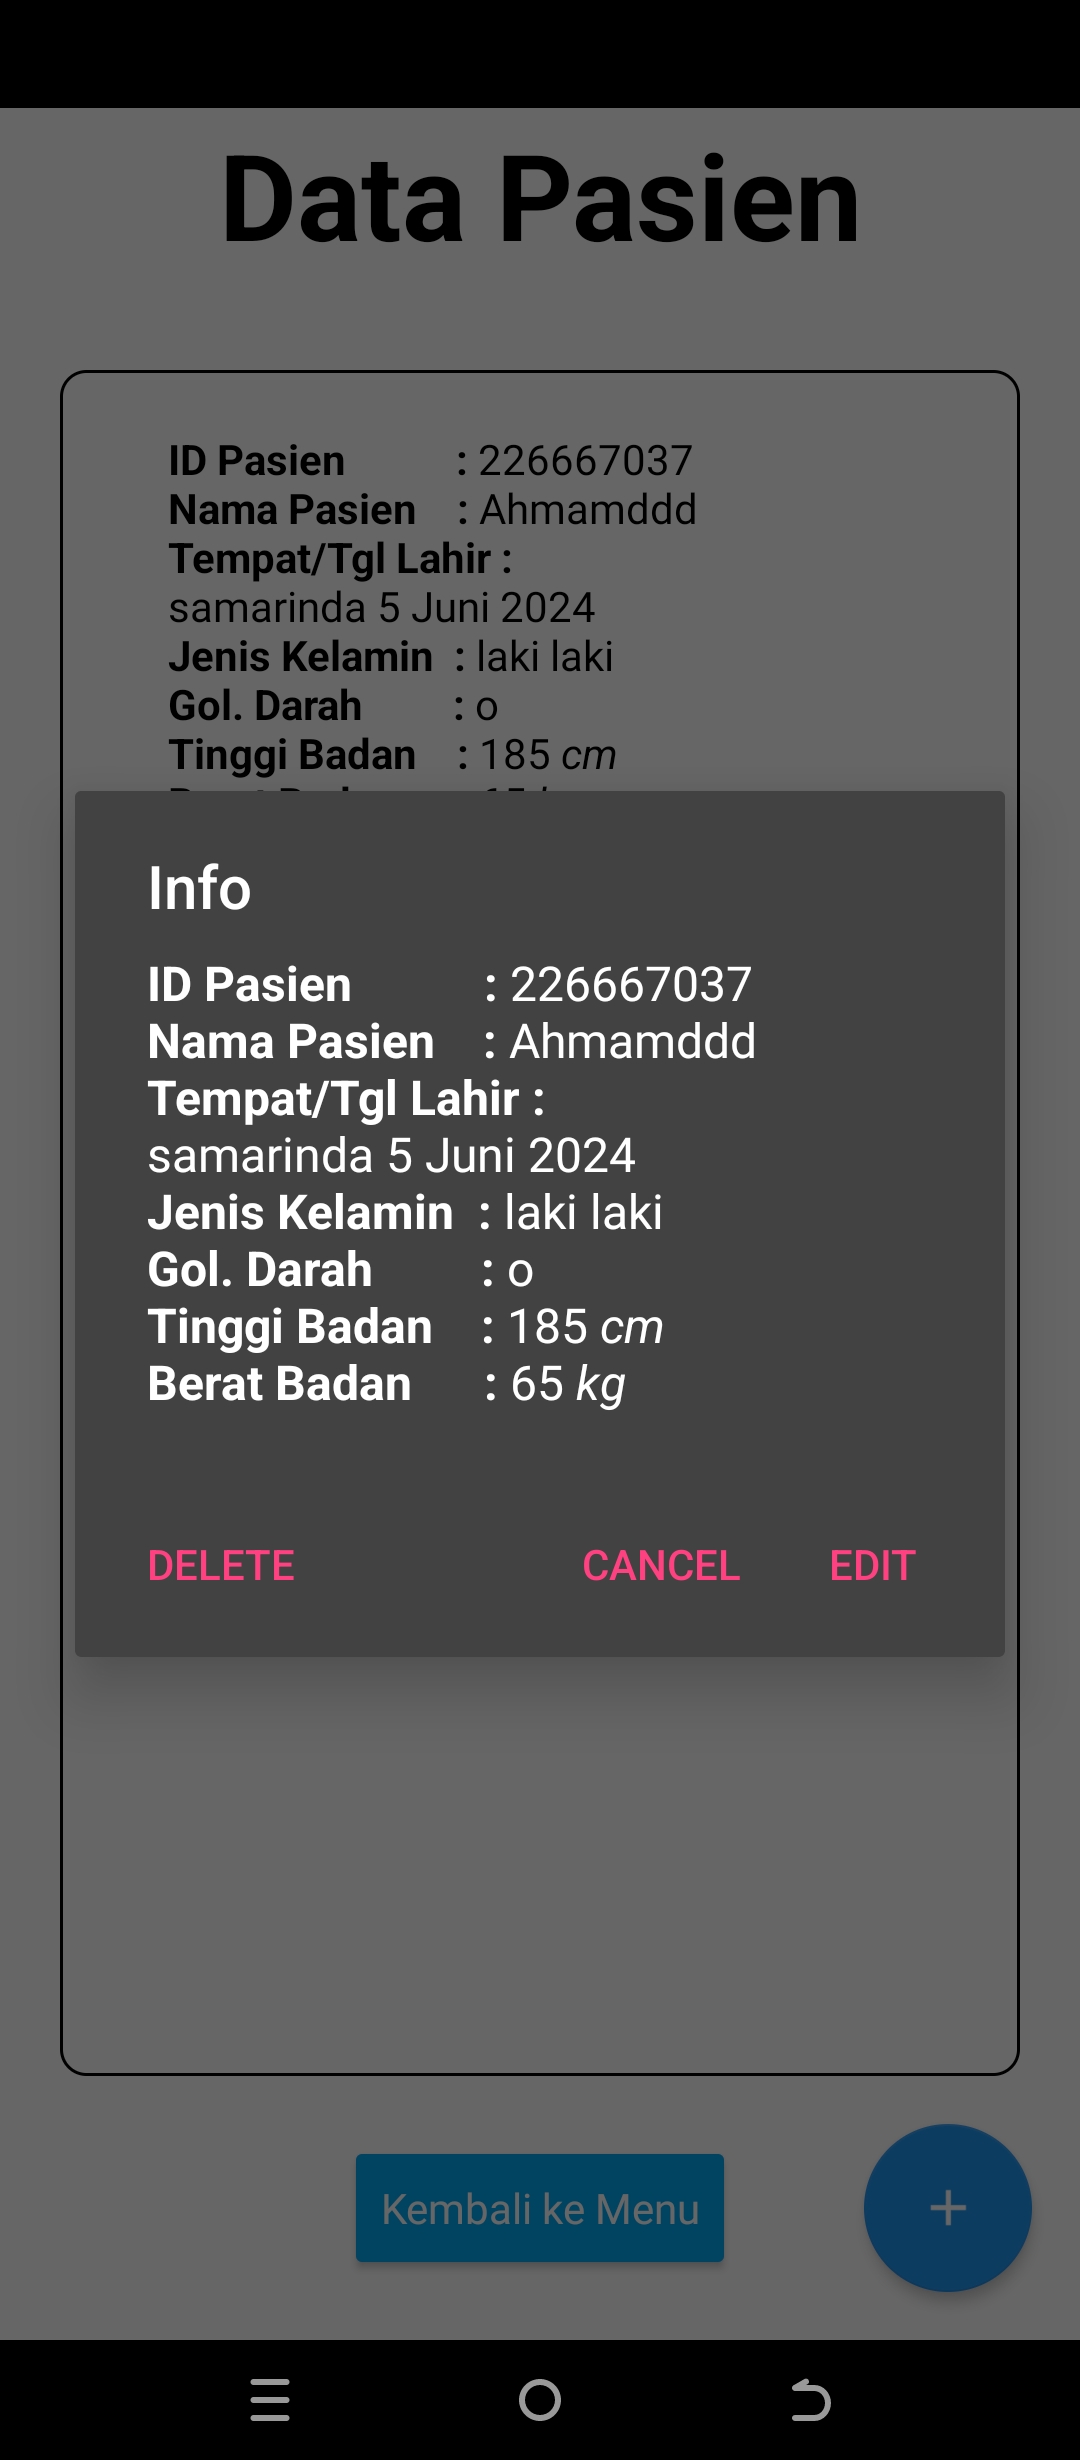 Data Pasien
ID Pasien : 226667037
Nama Pasien : Ahmamddd
Tempat/Tgl Lahir :
samarinda 5 Juni 2024
Jenis Kelamin : laki laki
Gol. Darah : o
Tinggi Badan : 185 cm
Info
ID Pasien : 226667037
Nama Pasien : Ahmamddd
Tempat/Tgl Lahir :
samarinda 5 Juni 2024
Jenis Kelamin : laki laki
Gol. Darah : o
Tinggi Badan : 185 cm
Berat Badan : 65 kg
DELETE CANCEL EDIT
Kembali ke Menu +